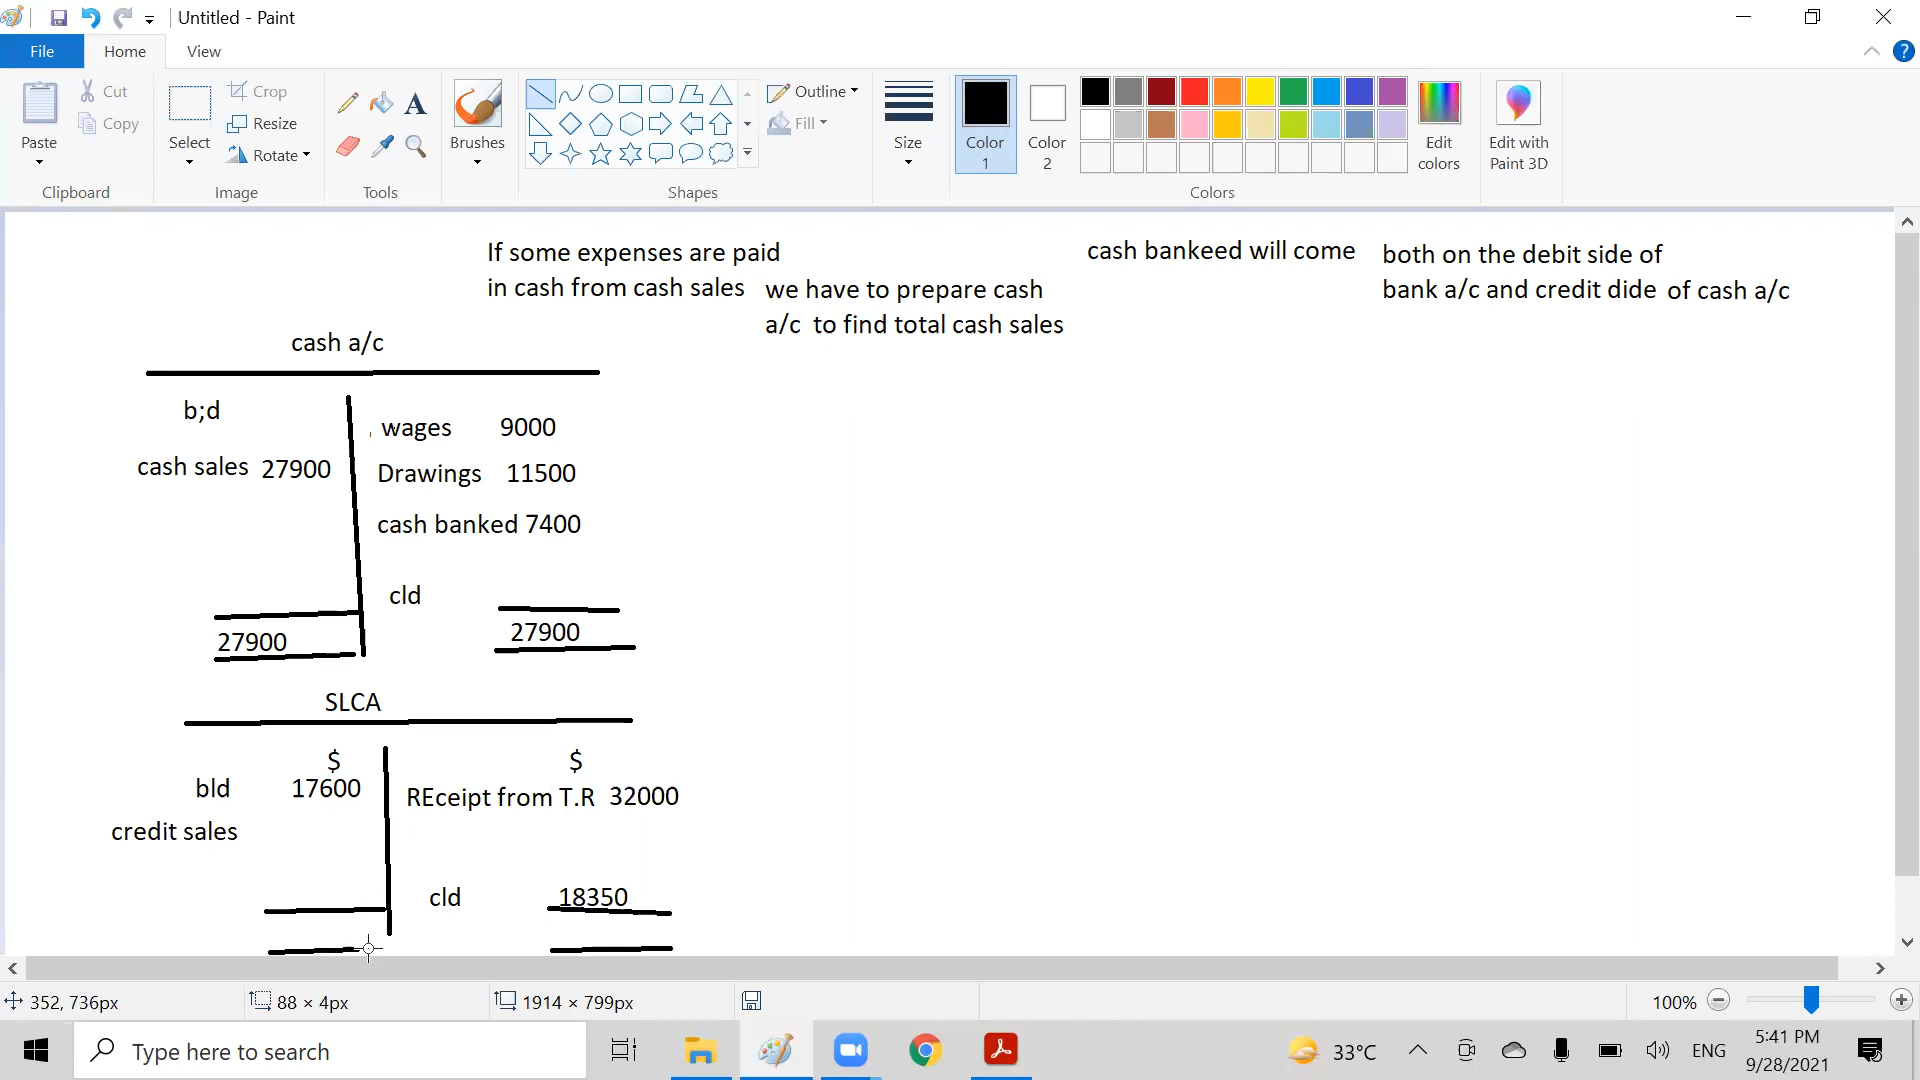 Untitled - Paint
File Home View
Paste
Cut
Copy
Clipboard
Select
Crop
Resize
Rotate
Image
A
Tools
Brushes
Shapes
Outline
Fill
Size
Color 1
Color 2
Edit colors
Colors
Edit with Paint 3D
?
If some expenses are paid
in cash from cash sales
we have to prepare cash
a/c to find total cash sales
cash bankeed will come
both on the debit side of
bank a/c and credit dide of cash a/c
cash a/c
b;d
wages 9000
cash sales 27900
Drawings 11500
cash banked 7400
cld
27900
27900
SLCA
$ $
bld 17600
REceipt from T.R 32000
credit sales
cld 18350
352, 736px
88 × 4px
1914 × 799px
100%
Type here to search
33°C
ENG
5:41 PM
9/28/2021